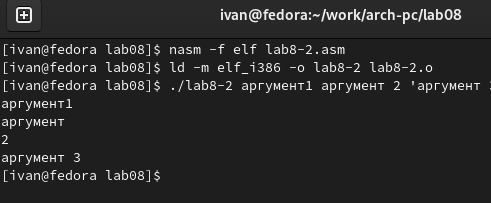 ivan@fedora:~/work/arch-pc/lab08
[ivan@fedora lab08]$ nasm -f elf lab8-2.asm
[ivan@fedora lab08]$ ld -m elf_i386 -o lab8-2 lab8-2.o
[ivan@fedora lab08]$ ./lab8-2 аргумент1 аргумент 2 'аргумент
аргумент1
аргумент
2
аргумент 3
[ivan@fedora lab08]$